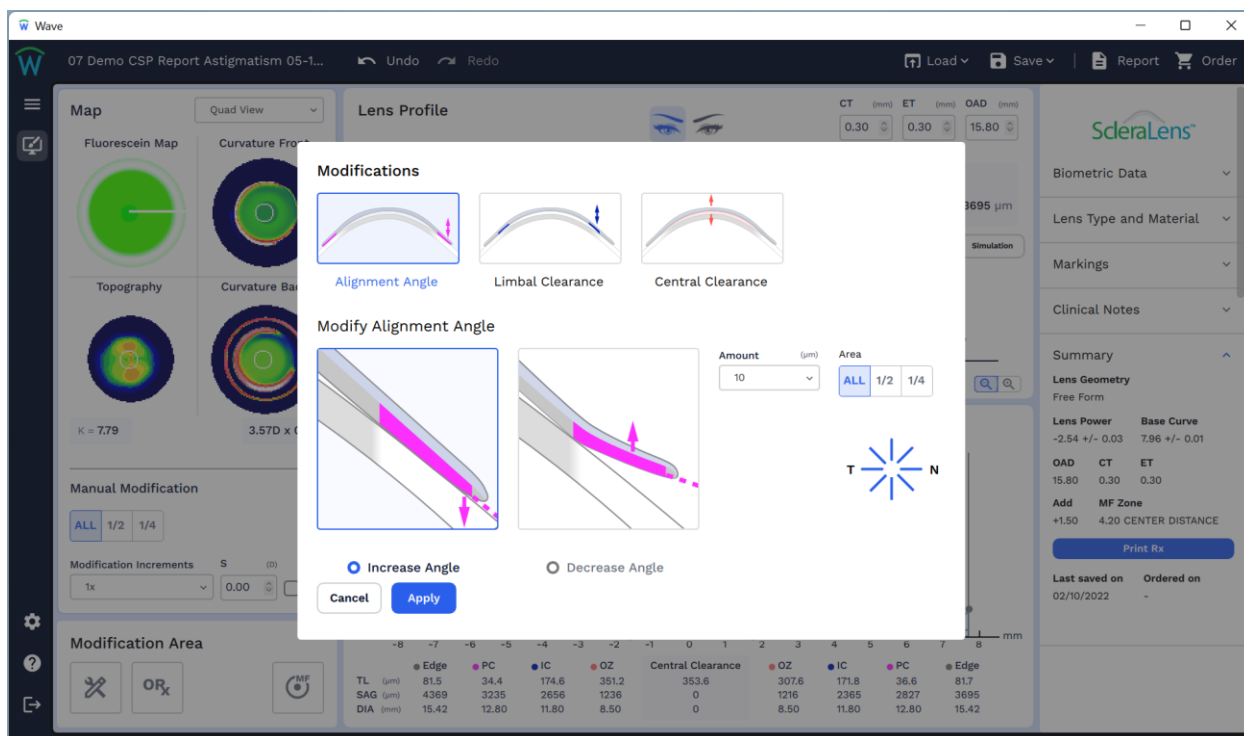 Wave
07 Demo CSP Report Astigmatism 05-1...
Undo
Redo
Load
Save
Report
Order
Map
Quad View
Fluorescein Map
Curvature Fron
Topography
Curvature Ba
K = 7.79
3.57D x
Manual Modification
ALL 1/2 1/4
Modification Increments
S (D)
1x
0.00
Modification Area
ORx
MF
Lens Profile
CT (mm) ET (mm) OAD (mm)
0.30 0.30 15.80
3695 µm
Simulation
Modifications
Alignment Angle
Limbal Clearance
Central Clearance
Modify Alignment Angle
Amount (µm)
10
Area
ALL 1/2 1/4
T
N
Increase Angle
Decrease Angle
Cancel
Apply
-8 -7 -6 -5 -4 -3 -2 -1 0 1 2 3 4 5 6 7 8 mm
Edge PC IC OZ Central Clearance OZ IC PC Edge
TL (µm) 81.5 34.4 174.6 351.2 353.6 307.6 171.8 36.6 81.7
SAG (µm) 4369 3235 2656 1236 0 1216 2365 2827 3695
DIA (mm) 15.42 12.80 11.80 8.50 0 8.50 11.80 12.80 15.42
ScleraLens™
Biometric Data
Lens Type and Material
Markings
Clinical Notes
Summary
Lens Geometry
Free Form
Lens Power Base Curve
-2.54 +/- 0.03 7.96 +/- 0.01
OAD CT ET
15.80 0.30 0.30
Add MF Zone
+1.50 4.20 CENTER DISTANCE
Print Rx
Last saved on Ordered on
02/10/2022 -